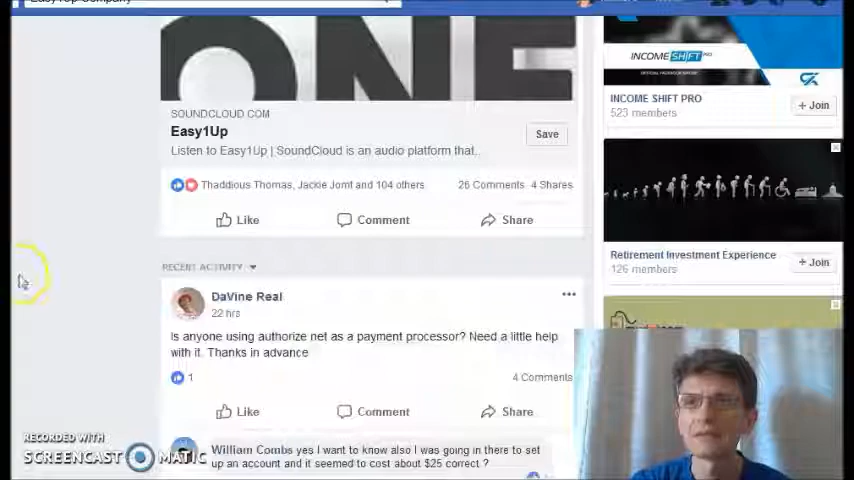 Easy1Up Company
ONE
SOUNDCLOUD.COM
Easy1Up
Save
Listen to Easy1Up | SoundCloud is an audio platform that...
Thaddious Thomas, Jackie Jomt and 104 others
26 Comments 4 Shares
Like Comment Share
RECENT ACTIVITY
DaVine Real
22 hrs
Is anyone using authorize net as a payment processor? Need a little help
with it. Thanks in advance
1
4 Comments
Like Comment Share
William Combs yes I want to know also I was going in there to set
up an account and it seemed to cost about $25 correct ?
INCOME SHIFT PRO
INCOME SHIFT PRO
523 members
+ Join
Retirement Investment Experience
126 members
+ Join
RECORDED WITH
SCREENCAST MATIC